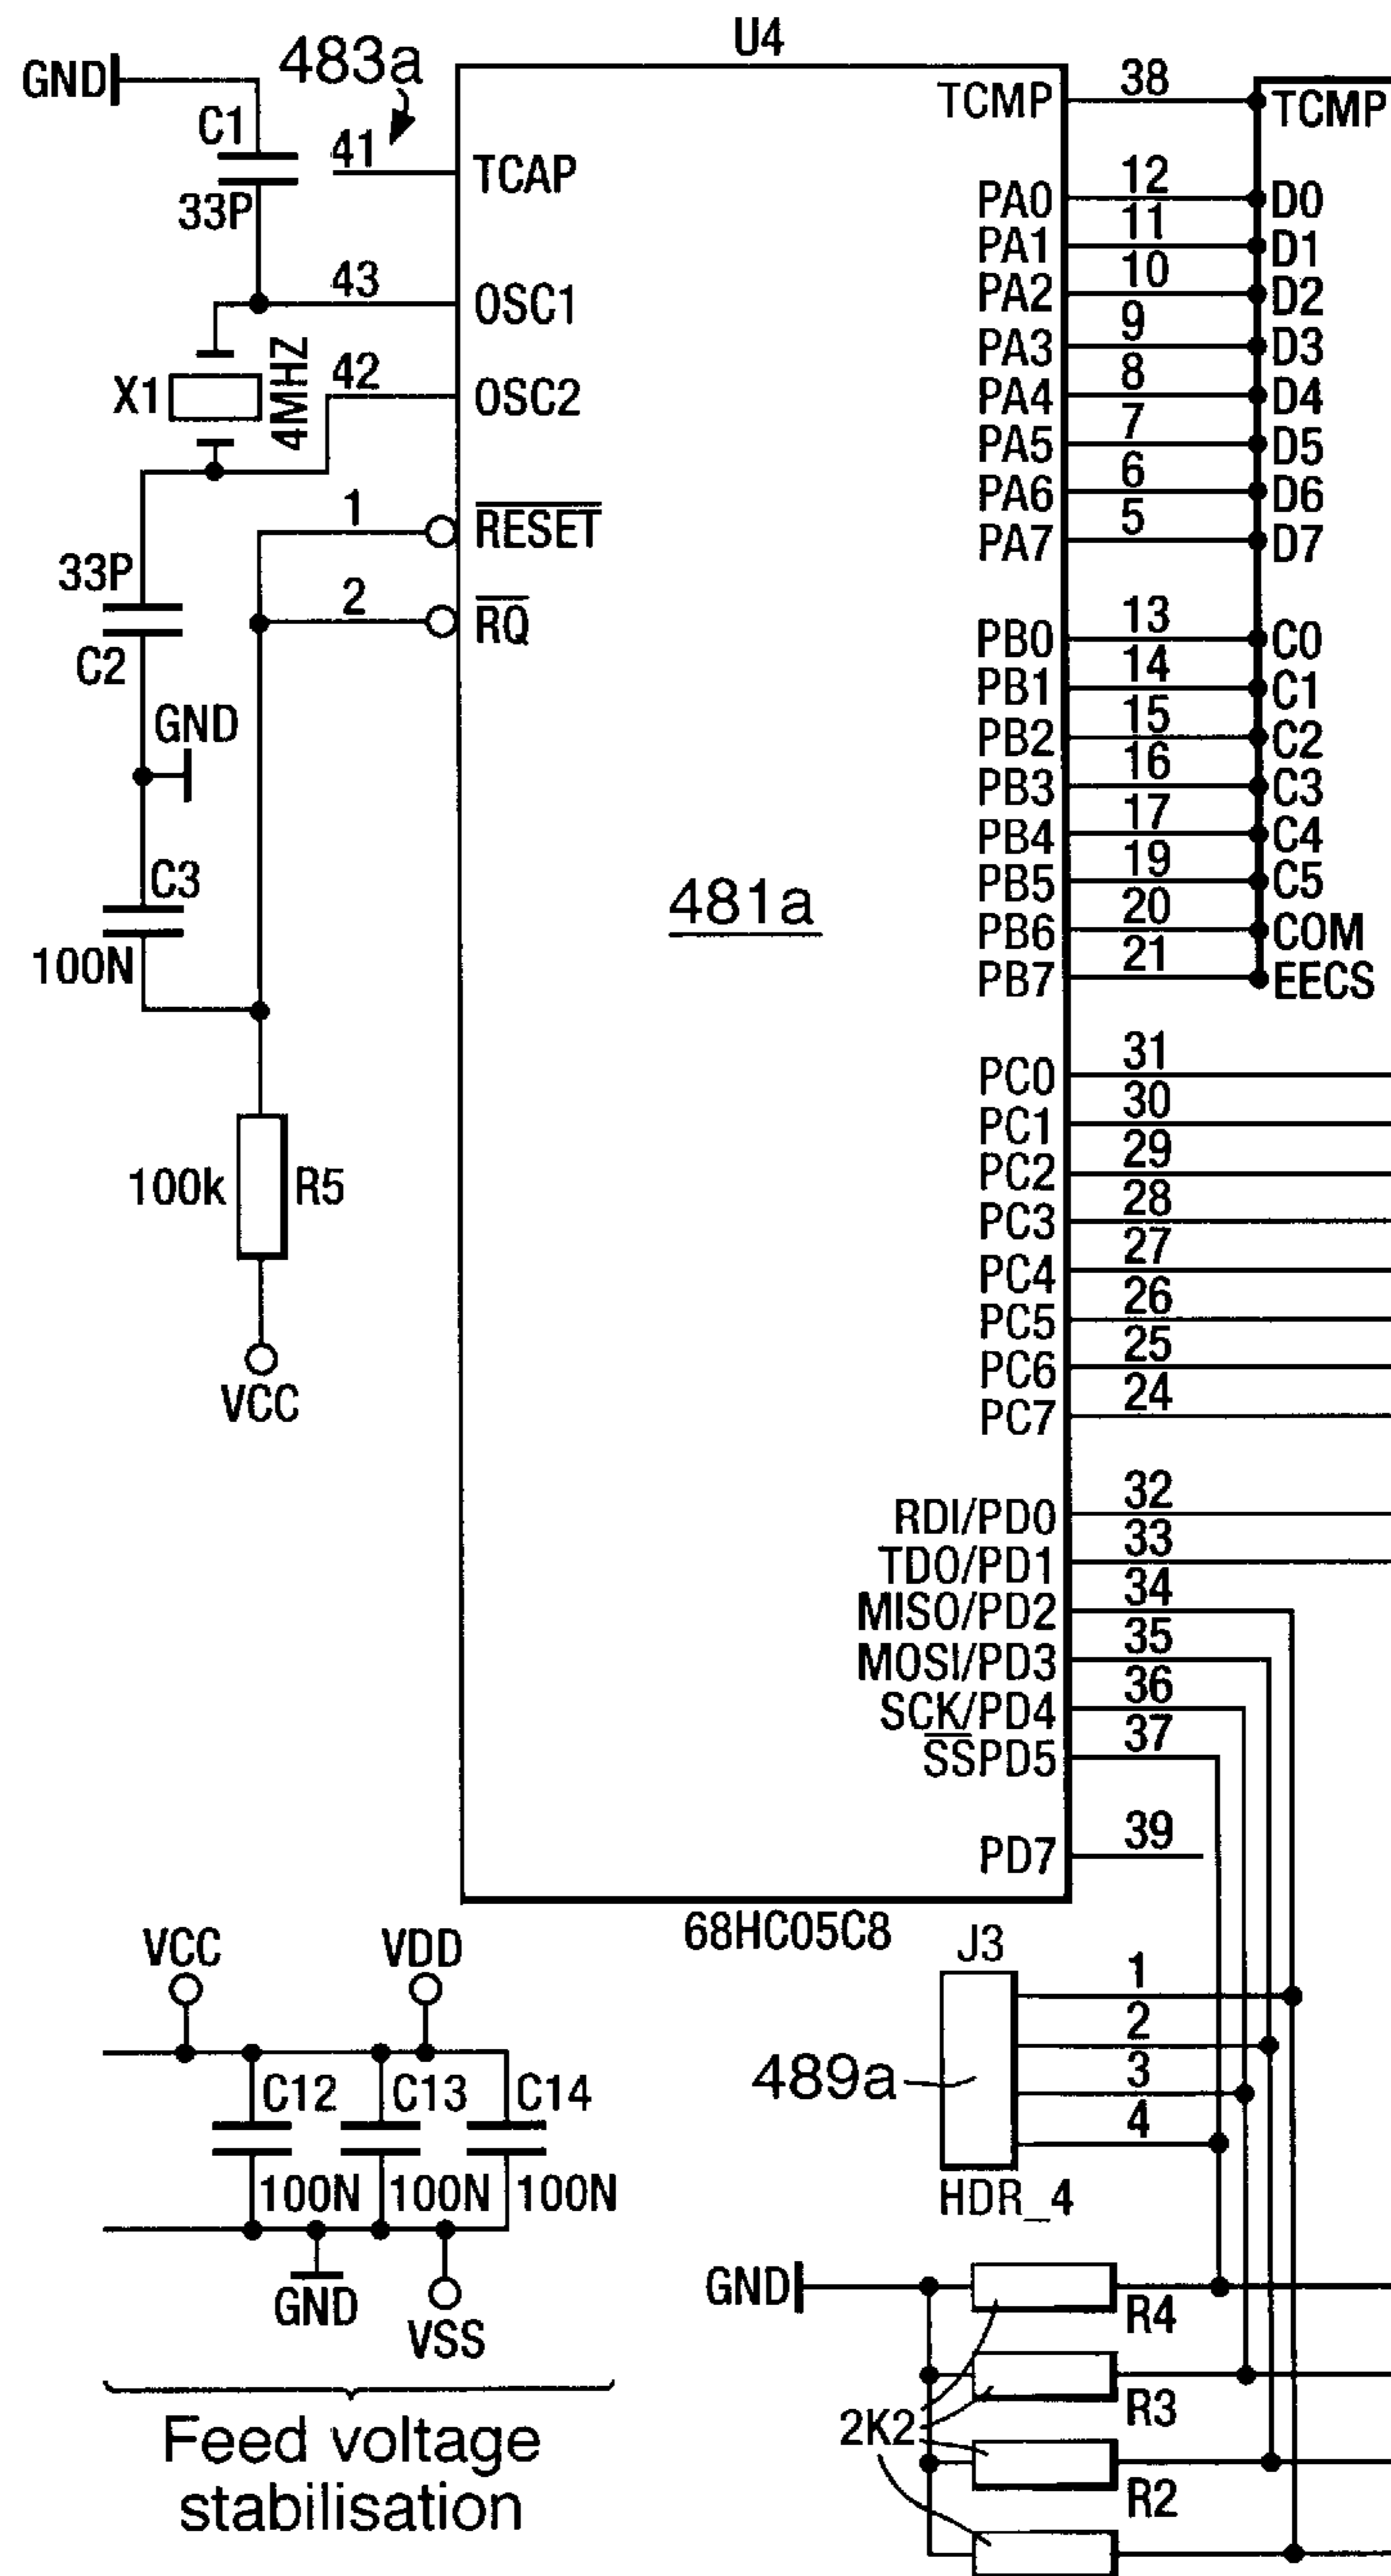 U4
GND
483a
C1
33P
41
TCAP
43
OSC1
X1
4MHZ
42
OSC2
1
RESET
2
RQ
33P
C2
GND
C3
100N
100k
R5
VCC
481a
TCMP
38
TCMP
PA0
12
D0
PA1
11
D1
PA2
10
D2
PA3
9
D3
PA4
8
D4
PA5
7
D5
PA6
6
D6
PA7
5
D7
PB0
13
C0
PB1
14
C1
PB2
15
C2
PB3
16
C3
PB4
17
C4
PB5
19
C5
PB6
20
COM
PB7
21
EECS
PC0
31
PC1
30
PC2
29
PC3
28
PC4
27
PC5
26
PC6
25
PC7
24
RDI/PD0
32
TDO/PD1
33
MISO/PD2
34
MOSI/PD3
35
SCK/PD4
36
SSPD5
37
PD7
39
68HC05C8
VCC
VDD
C12
C13
C14
100N
100N
100N
GND
VSS
Feed voltage
stabilisation
J3
1
2
3
4
489a
HDR_4
GND
R4
R3
2K2
R2